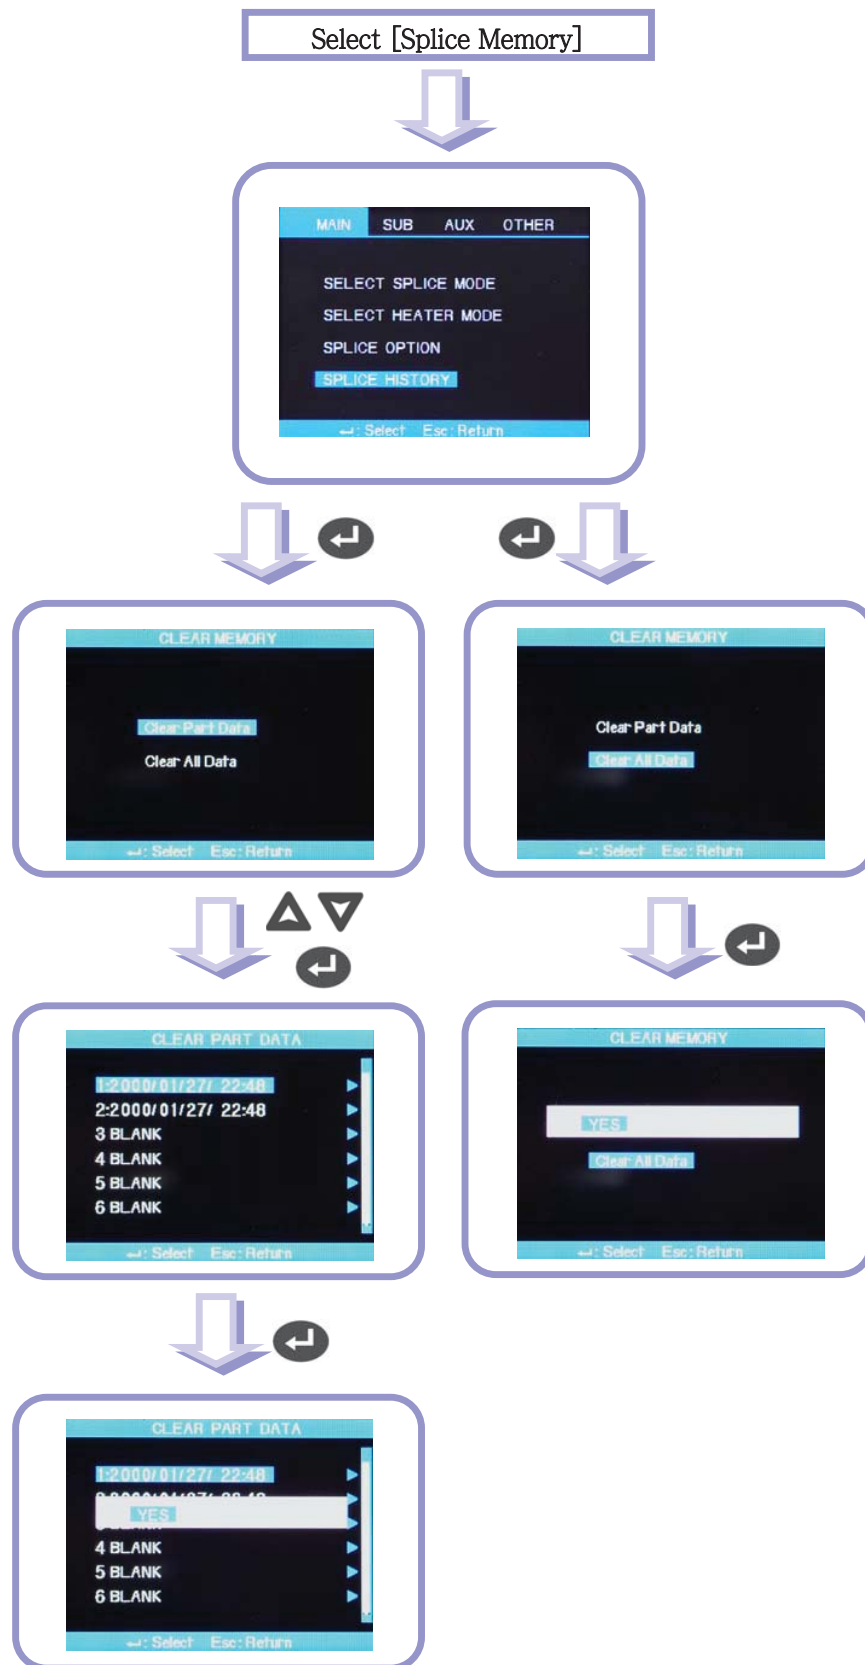 Select [Splice Memory]
MAIN SUB AUX OTHER
SELECT SPLICE MODE
SELECT HEATER MODE
SPLICE OPTION
SPLICE HISTORY
↵: Select Esc: Return
CLEAR MEMORY
Clear Part Data
Clear All Data
↵: Select Esc: Return
CLEAR MEMORY
Clear Part Data
Clear All Data
↵: Select Esc: Return
CLEAR PART DATA
1:2000/01/27/ 22:48
2:2000/01/27/ 22:48
3 BLANK
4 BLANK
5 BLANK
6 BLANK
↵: Select Esc: Return
CLEAR MEMORY
YES
Clear All Data
↵: Select Esc: Return
CLEAR PART DATA
1:2000/01/27/ 22:48
YES
4 BLANK
5 BLANK
6 BLANK
↵: Select Esc: Return